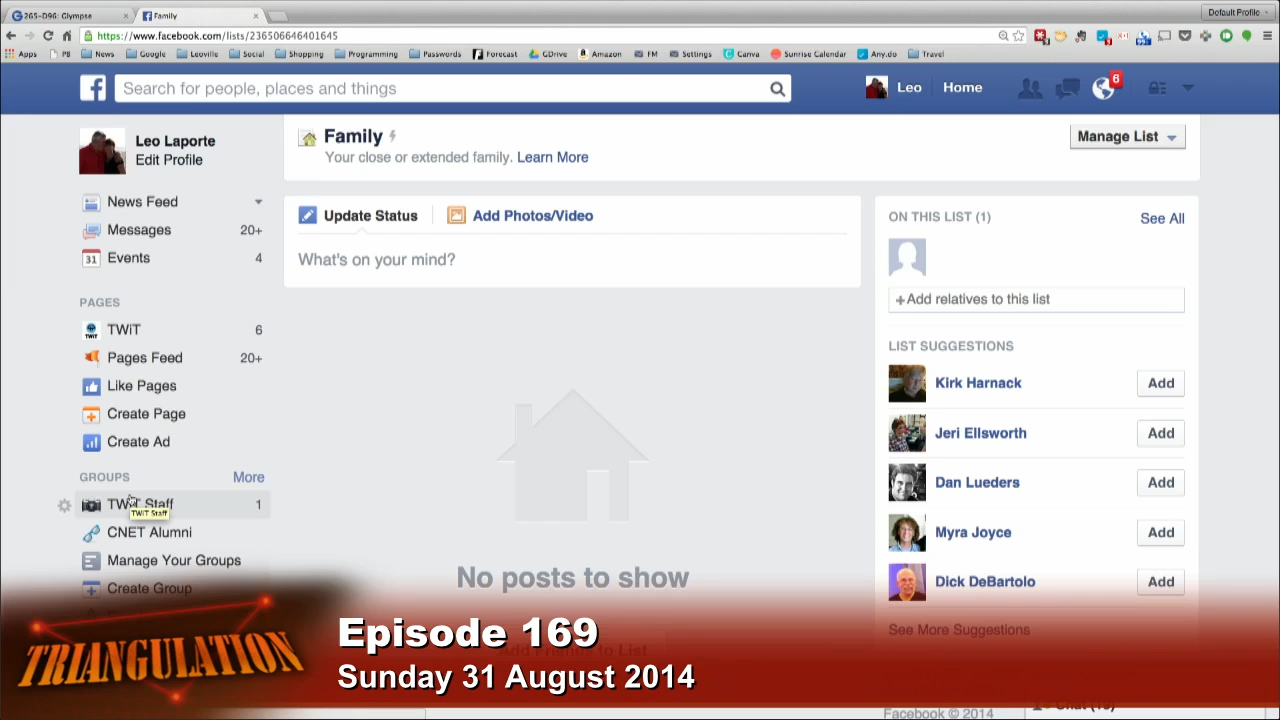 265-D96: Glympse
Family
Default Profile
https://www.facebook.com/lists/236506646401645
Apps PB News Google Leoville Social Shopping Programming Passwords Forecast GDrive Amazon FM Settings Canva Sunrise Calendar Any.do Travel
Search for people, places and things
Leo
Home
6
Leo Laporte
Edit Profile
News Feed
Messages 20+
31 Events 4
PAGES
TWiT 6
Pages Feed 20+
Like Pages
Create Page
Create Ad
GROUPS More
TWiT Staff 1
TWiT Staff
CNET Alumni
Manage Your Groups
Create Group
Family
Your close or extended family. Learn More
Manage List
Update Status
Add Photos/Video
What's on your mind?
No posts to show
Add Friends to List
ON THIS LIST (1) See All
+Add relatives to this list
LIST SUGGESTIONS
Kirk Harnack Add
Jeri Ellsworth Add
Dan Lueders Add
Myra Joyce Add
Dick DeBartolo Add
See More Suggestions
Facebook © 2014
TRIANGULATION
Episode 169
Sunday 31 August 2014